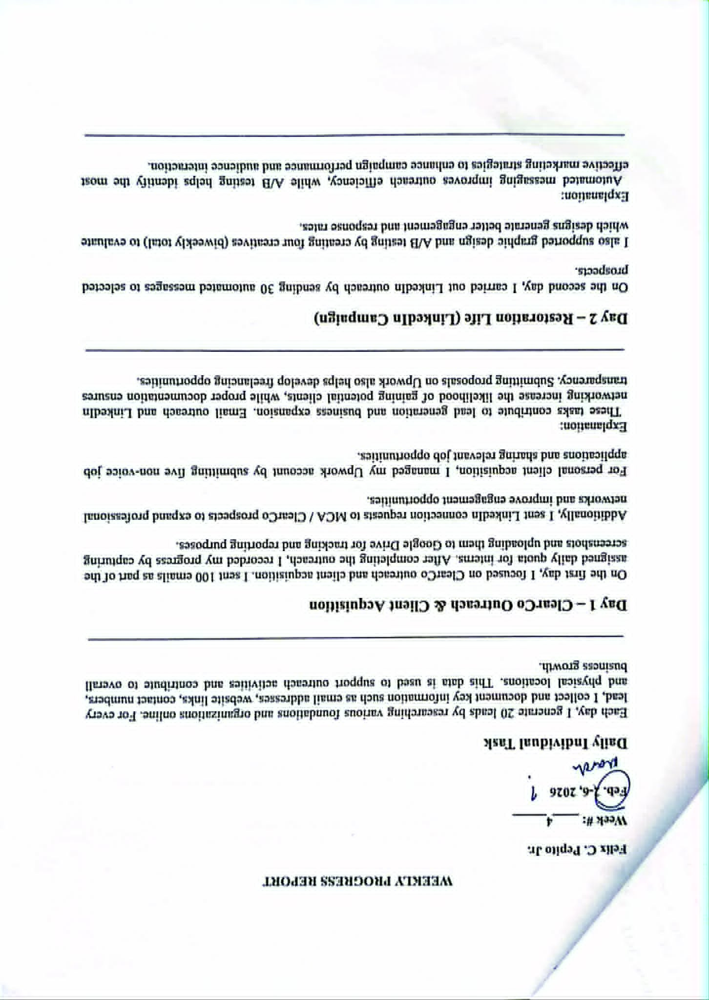 WEEKLY PROGRESS REPORT
Felix C. Pepito Jr.
Week #: ____4____
Feb. 2-6, 2026 ?
March
Daily Individual Task
Each day, I generate 20 leads by researching various foundations and organizations online. For every
lead, I collect and document key information such as email addresses, website links, contact numbers,
and physical locations. This data is used to support outreach activities and contribute to overall
business growth.
Day 1 – ClearCo Outreach & Client Acquisition
On the first day, I focused on ClearCo outreach and client acquisition. I sent 100 emails as part of the
assigned daily quota for interns. After completing the outreach, I recorded my progress by capturing
screenshots and uploading them to Google Drive for tracking and reporting purposes.
Additionally, I sent LinkedIn connection requests to MCA / ClearCo prospects to expand professional
networks and improve engagement opportunities.
For personal client acquisition, I managed my Upwork account by submitting five non-voice job
applications and sharing relevant job opportunities.
Explanation:
These tasks contribute to lead generation and business expansion. Email outreach and LinkedIn
networking increase the likelihood of gaining potential clients, while proper documentation ensures
transparency. Submitting proposals on Upwork also helps develop freelancing opportunities.
Day 2 – Restoration Life (LinkedIn Campaign)
On the second day, I carried out LinkedIn outreach by sending 30 automated messages to selected
prospects.
I also supported graphic design and A/B testing by creating four creatives (biweekly total) to evaluate
which designs generate better engagement and response rates.
Explanation:
Automated messaging improves outreach efficiency, while A/B testing helps identify the most
effective marketing strategies to enhance campaign performance and audience interaction.